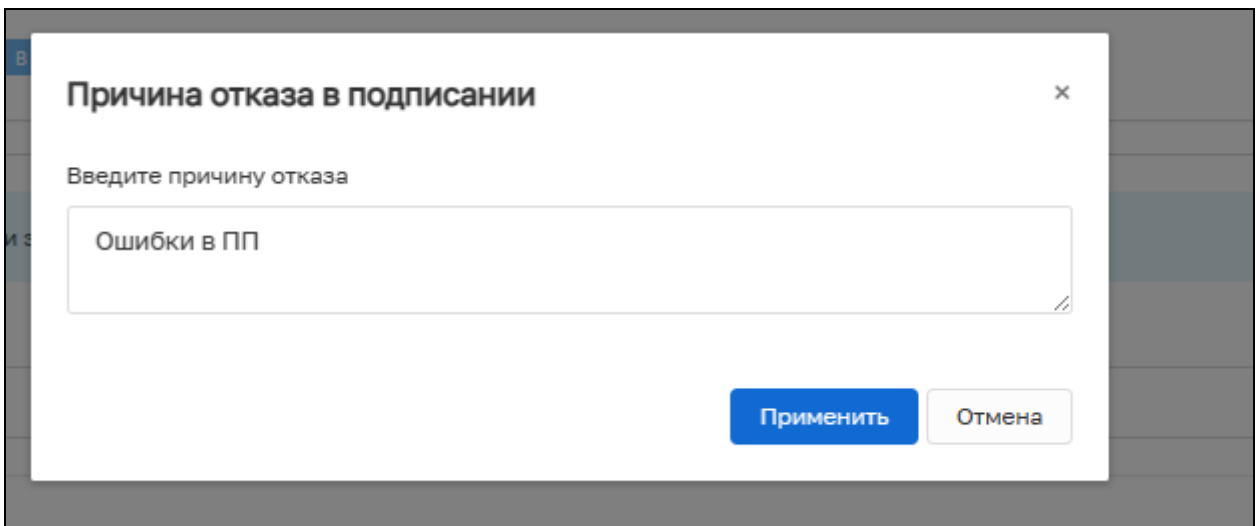 В
Причина отказа в подписании
×
Введите причину отказа
и з
Ошибки в ПП
Применить Отмена